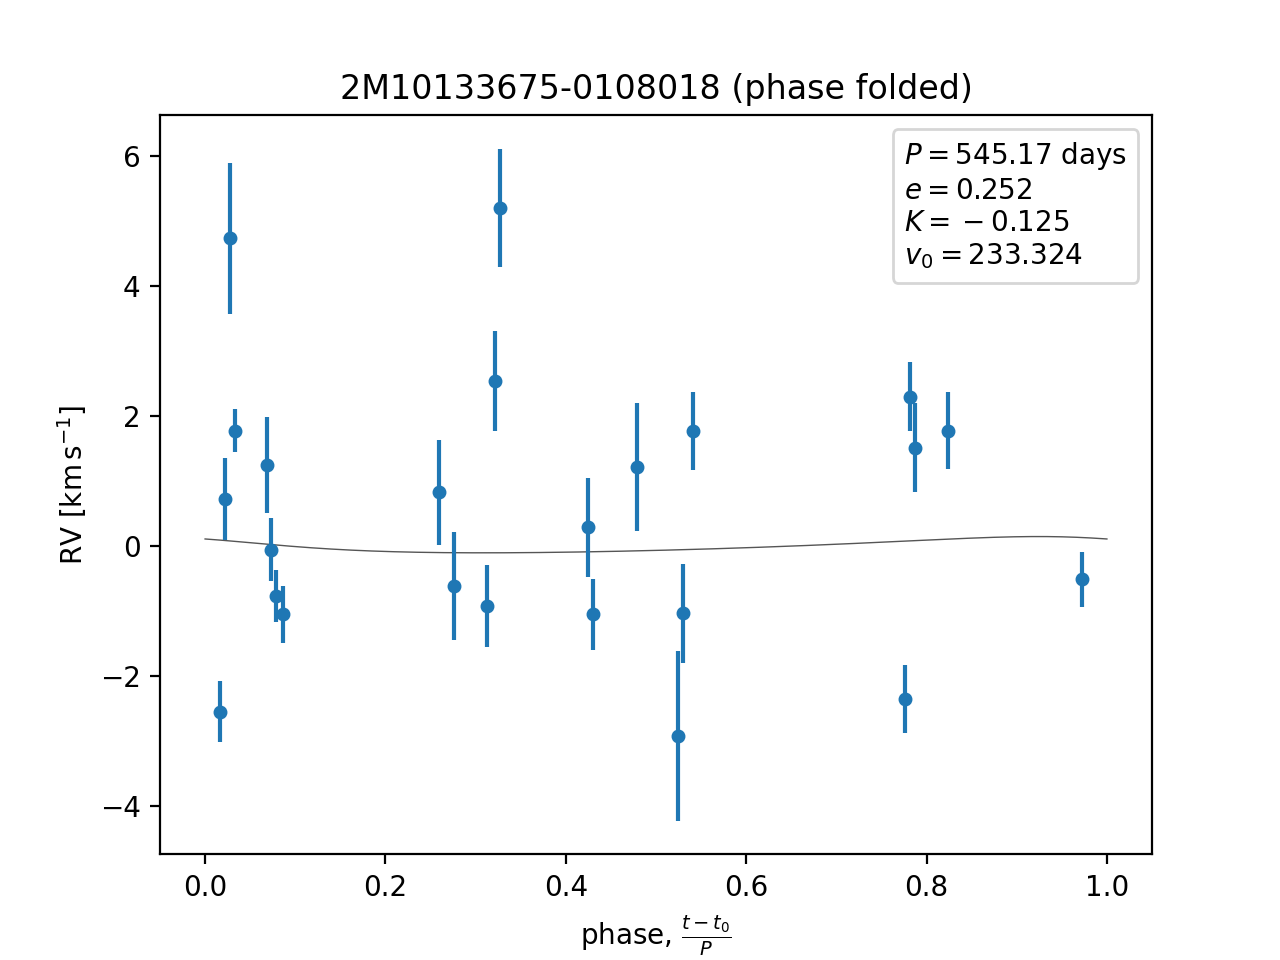 2M10133675-0108018 (phase folded)
P = 545.17 days
e = 0.252
K = −0.125
v₀ = 233.324
6
4
2
0
−2
−4
RV [km s⁻¹]
0.0 0.2 0.4 0.6 0.8 1.0
phase, (t − t₀)/P